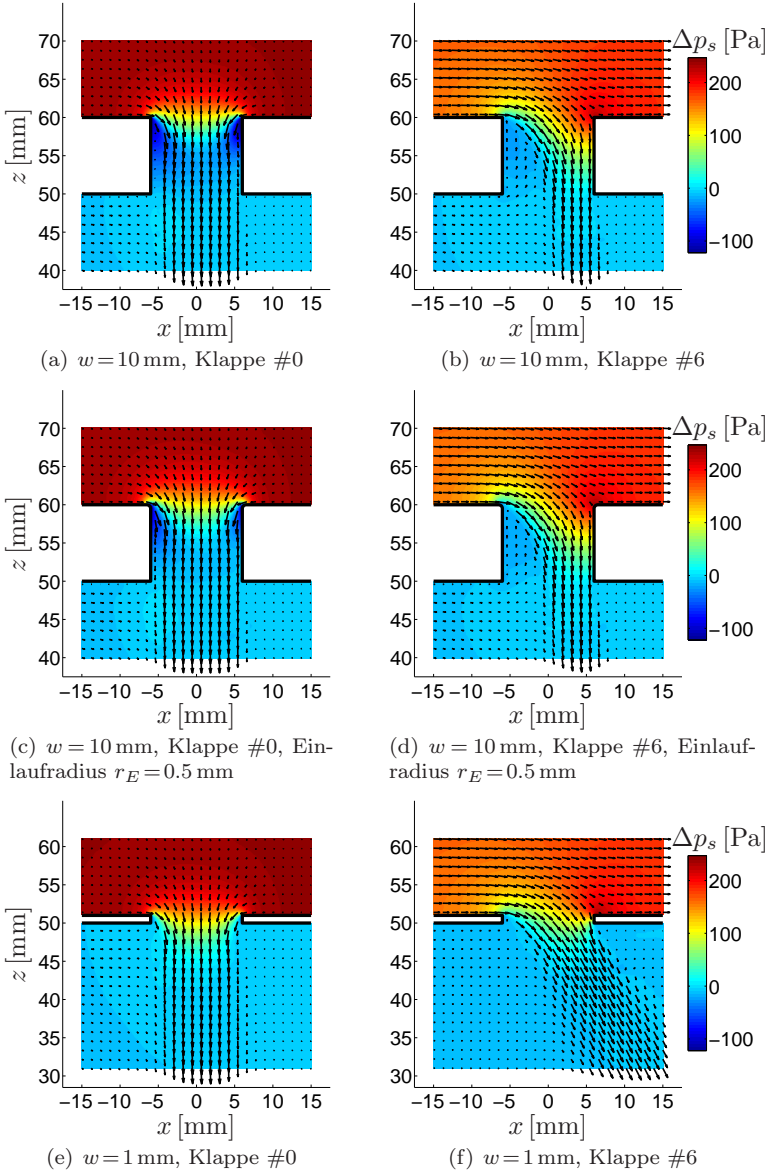 70
65
60
55
50
45
40
z [mm]
−15 −10 −5 0 5 10 15
x [mm]
(a) w = 10 mm, Klappe #0
70
65
60
55
50
45
40
−15 −10 −5 0 5 10 15
x [mm]
Δp_s [Pa]
200
100
0
−100
(b) w = 10 mm, Klappe #6
70
65
60
55
50
45
40
z [mm]
−15 −10 −5 0 5 10 15
x [mm]
(c) w = 10 mm, Klappe #0, Ein-
laufradius r_E = 0.5 mm
70
65
60
55
50
45
40
−15 −10 −5 0 5 10 15
x [mm]
Δp_s [Pa]
200
100
0
−100
(d) w = 10 mm, Klappe #6, Einlauf-
radius r_E = 0.5 mm
60
55
50
45
40
35
30
z [mm]
−15 −10 −5 0 5 10 15
x [mm]
(e) w = 1 mm, Klappe #0
60
55
50
45
40
35
30
−15 −10 −5 0 5 10 15
x [mm]
Δp_s [Pa]
200
100
0
−100
(f) w = 1 mm, Klappe #6